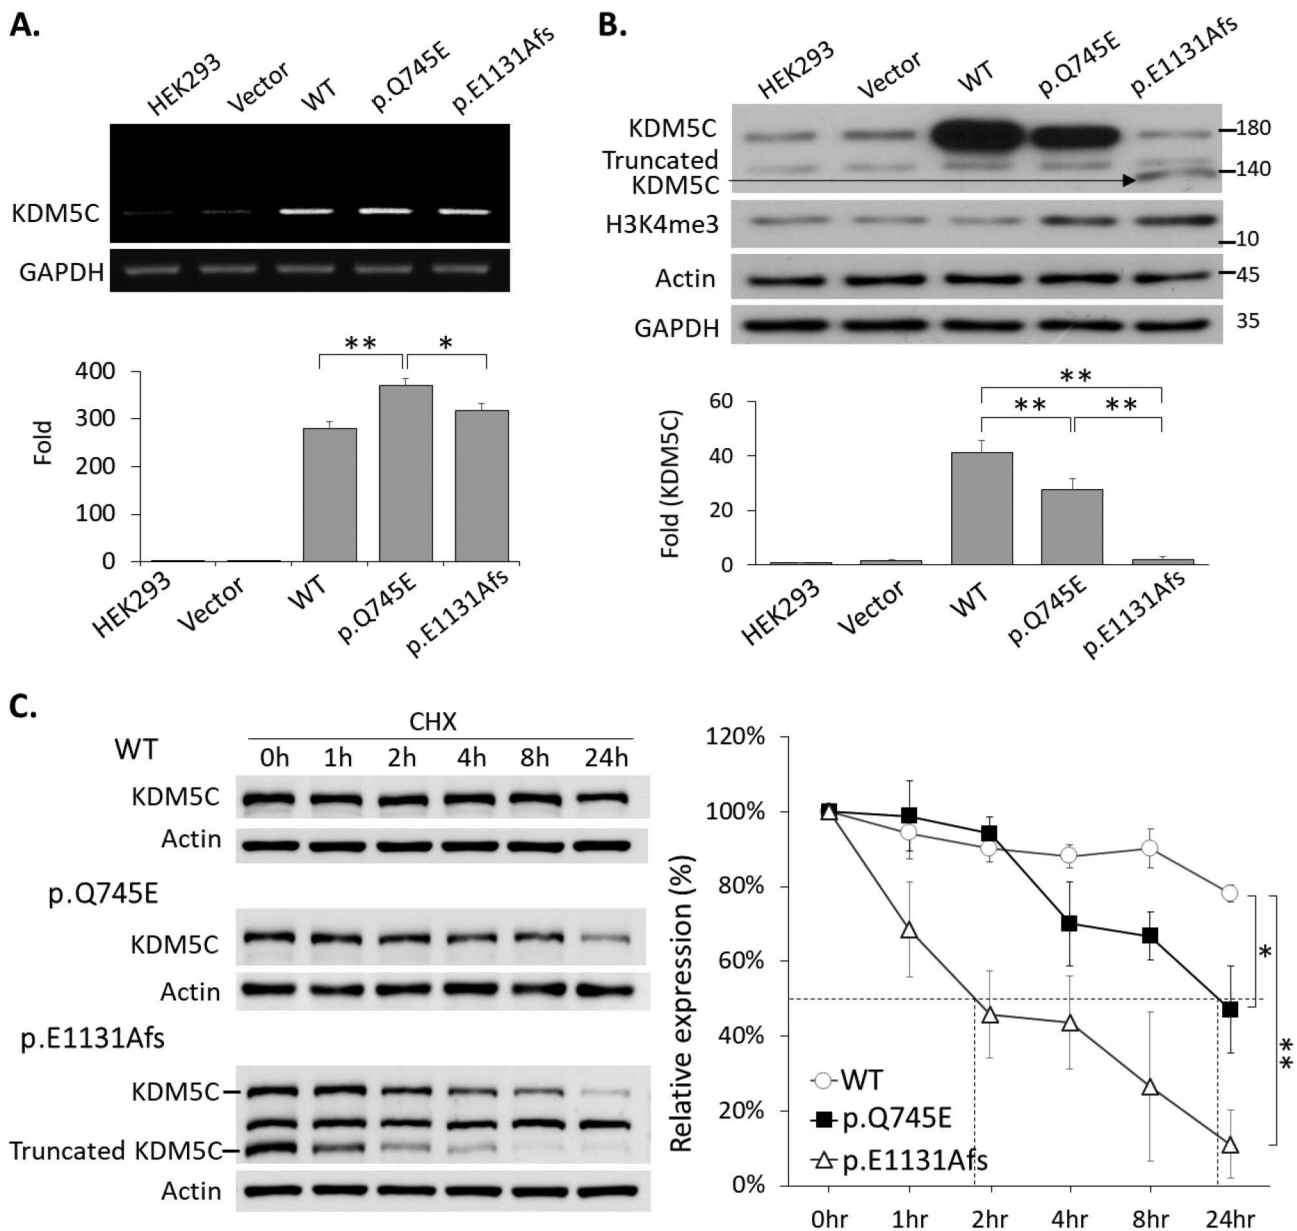 A.
HEK293 Vector WT p.Q745E p.E1131Afs
KDM5C
GAPDH
** *
400
300
200
100
0
Fold
HEK293 Vector WT p.Q745E p.E1131Afs
B.
HEK293 Vector WT p.Q745E p.E1131Afs
KDM5C 180
Truncated
KDM5C 140
H3K4me3 10
Actin 45
GAPDH 35
**
** **
60
40
20
0
Fold (KDM5C)
HEK293 Vector WT p.Q745E p.E1131Afs
C.
CHX
WT 0h 1h 2h 4h 8h 24h
KDM5C
Actin
p.Q745E
KDM5C
Actin
p.E1131Afs
KDM5C
Truncated KDM5C
Actin
120%
100%
80%
60%
40%
20%
0%
Relative expression (%)
WT
p.Q745E
p.E1131Afs
*
**
0hr 1hr 2hr 4hr 8hr 24hr